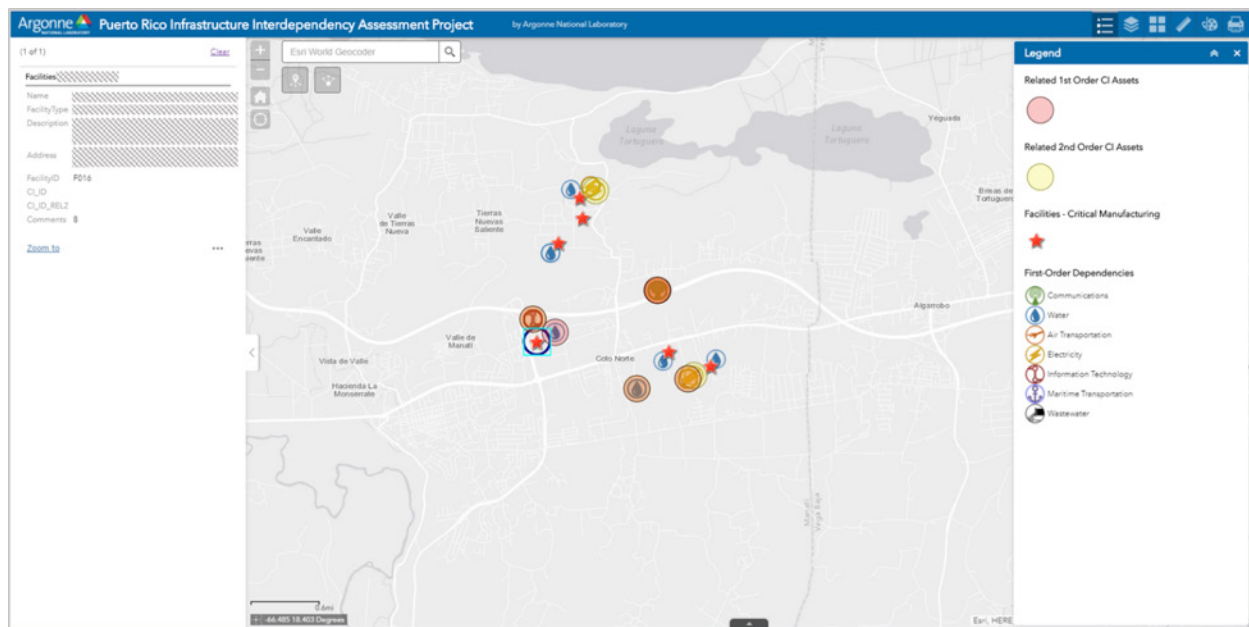 Argonne NATIONAL LABORATORY Puerto Rico Infrastructure Interdependency Assessment Project by Argonne National Laboratory
(1 of 1) Clear
Facilities
Name
FacilityType
Description
Address
FacilityID F016
CI_ID
CI_ID_REL2
Comments 8
Zoom to
Esri World Geocoder
Laguna
Tortuguero
Laguna
Tortuguero
Yeguada
Brisas de
Tortuguero
Valle
de Tierras
Nueva
Tierras
Nuevas
Saliente
Valle
Encantado
Valle de
Manatí
Coto Norte
Algarrobo
Vista de Valle
Hacienda La
Monserrate
Manatí
Vega Baja
0.6mi
-66.485 18.403 Degrees
Esri, HERE
Legend
Related 1st Order CI Assets
Related 2nd Order CI Assets
Facilities - Critical Manufacturing
First-Order Dependencies
Communications
Water
Air Transportation
Electricity
Information Technology
Maritime Transportation
Wastewater